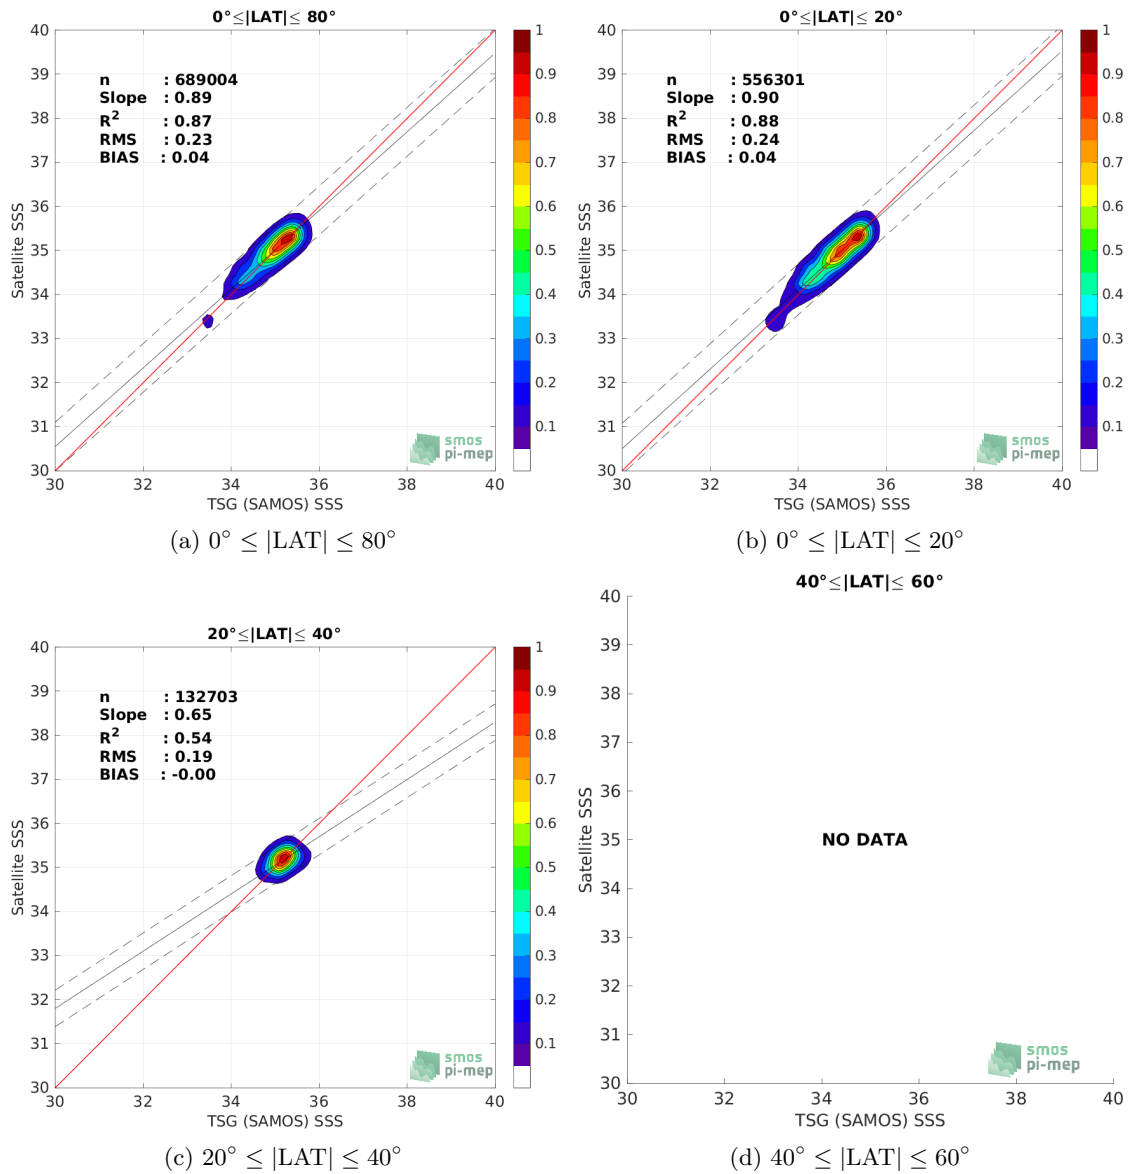 0°≤|LAT|≤ 80°
40
39
38
37
36
35
34
33
32
31
30
Satellite SSS
n : 689004
Slope : 0.89
R² : 0.87
RMS : 0.23
BIAS : 0.04
smos
pi-mep
30 32 34 36 38 40
TSG (SAMOS) SSS
1
0.9
0.8
0.7
0.6
0.5
0.4
0.3
0.2
0.1
(a) 0° ≤ |LAT| ≤ 80°
0°≤|LAT|≤ 20°
40
39
38
37
36
35
34
33
32
31
30
Satellite SSS
n : 556301
Slope : 0.90
R² : 0.88
RMS : 0.24
BIAS : 0.04
smos
pi-mep
30 32 34 36 38 40
TSG (SAMOS) SSS
1
0.9
0.8
0.7
0.6
0.5
0.4
0.3
0.2
0.1
(b) 0° ≤ |LAT| ≤ 20°
20°≤|LAT|≤ 40°
40
39
38
37
36
35
34
33
32
31
30
Satellite SSS
n : 132703
Slope : 0.65
R² : 0.54
RMS : 0.19
BIAS : -0.00
smos
pi-mep
30 32 34 36 38 40
TSG (SAMOS) SSS
1
0.9
0.8
0.7
0.6
0.5
0.4
0.3
0.2
0.1
(c) 20° ≤ |LAT| ≤ 40°
40°≤|LAT|≤ 60°
40
39
38
37
36
35
34
33
32
31
30
Satellite SSS
NO DATA
smos
pi-mep
30 32 34 36 38 40
TSG (SAMOS) SSS
(d) 40° ≤ |LAT| ≤ 60°